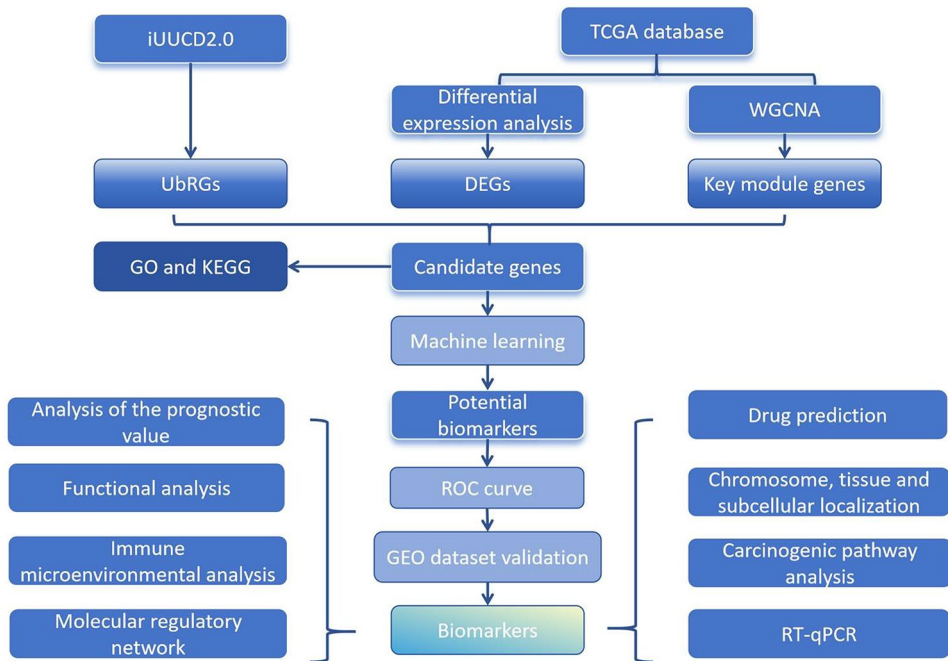 iUUCD2.0
TCGA database
Differential
expression analysis
WGCNA
UbRGs
DEGs
Key module genes
GO and KEGG
Candidate genes
Machine learning
Potential
biomarkers
ROC curve
GEO dataset validation
Biomarkers
Analysis of the prognostic
value
Functional analysis
Immune
microenvironmental analysis
Molecular regulatory
network
Drug prediction
Chromosome, tissue and
subcellular localization
Carcinogenic pathway
analysis
RT-qPCR